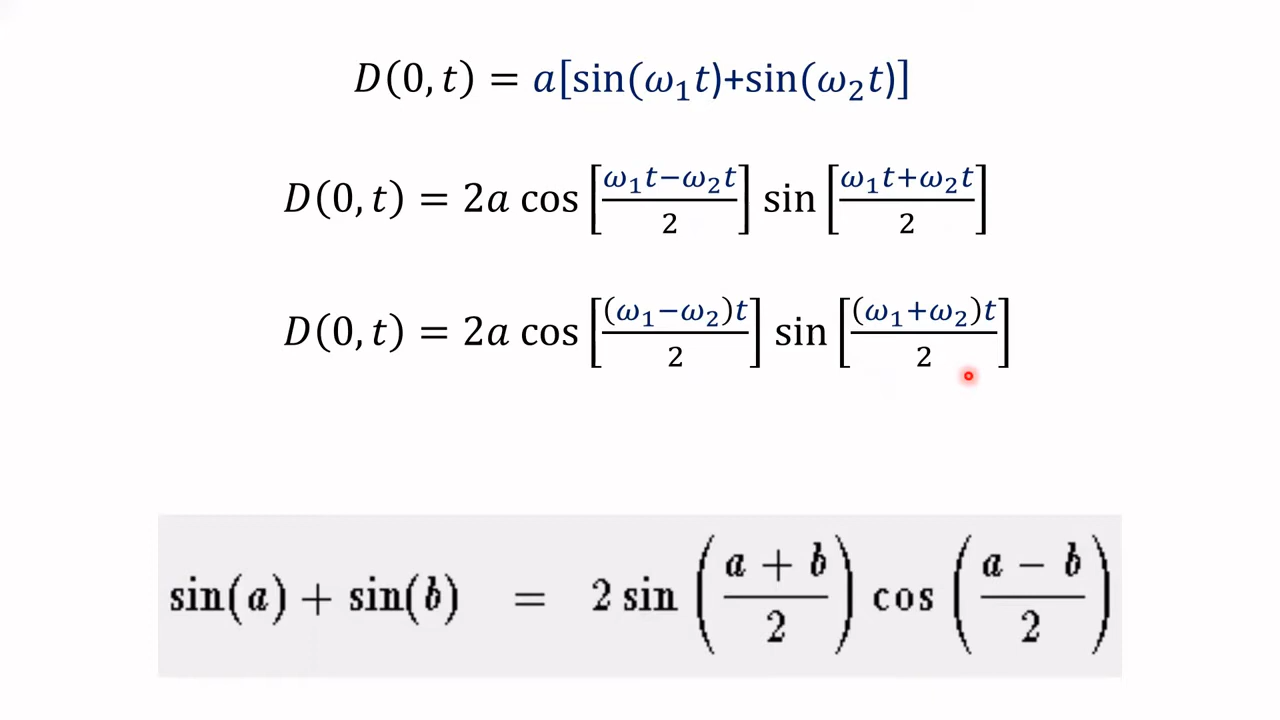 D(0, t) = a[sin(ω₁t)+sin(ω₂t)]
D(0, t) = 2a cos [ω₁t−ω₂t / 2] sin [ω₁t+ω₂t / 2]
D(0, t) = 2a cos [(ω₁−ω₂)t / 2] sin [(ω₁+ω₂)t / 2]
sin(a) + sin(b) = 2 sin (a + b / 2) cos (a − b / 2)